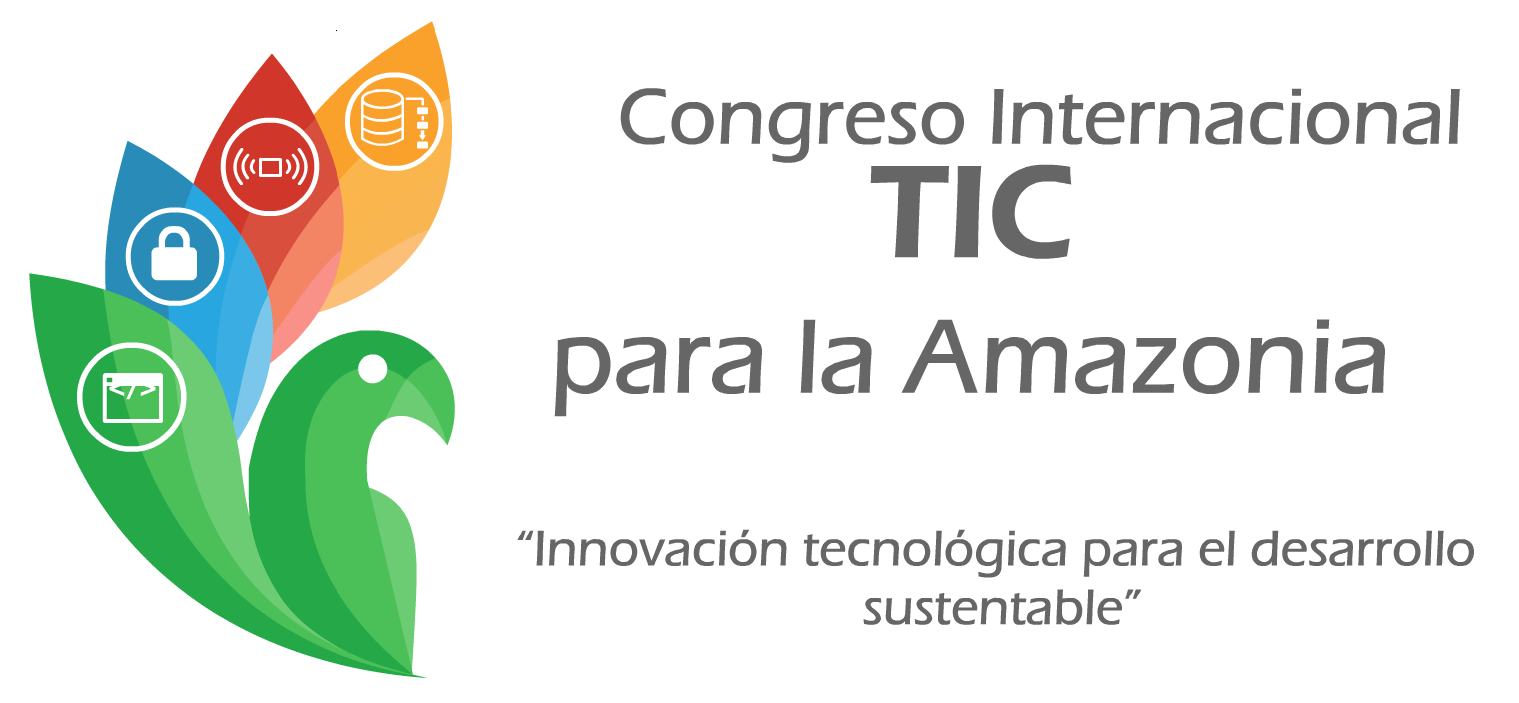 Congreso Internacional
TIC
para la Amazonia
“Innovación tecnológica para el desarrollo
sustentable”